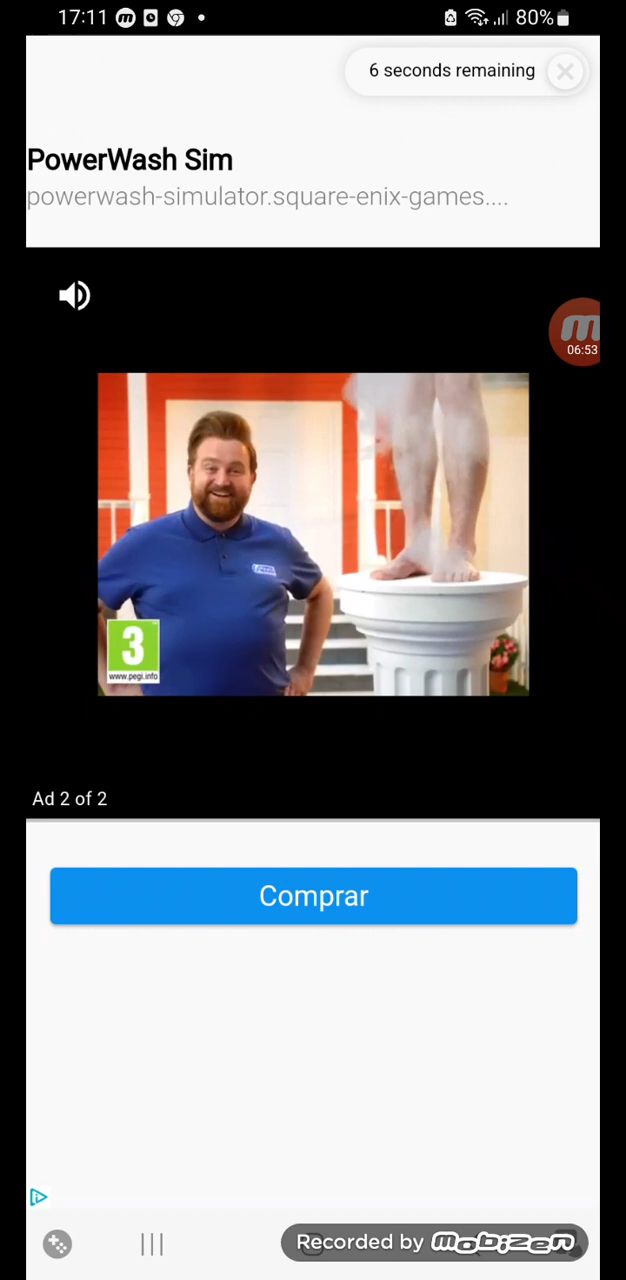 17:11
80%
6 seconds remaining
PowerWash Sim
powerwash-simulator.square-enix-games....
06:53
3
www.pegi.info
Ad 2 of 2
Comprar
Recorded by mobizen